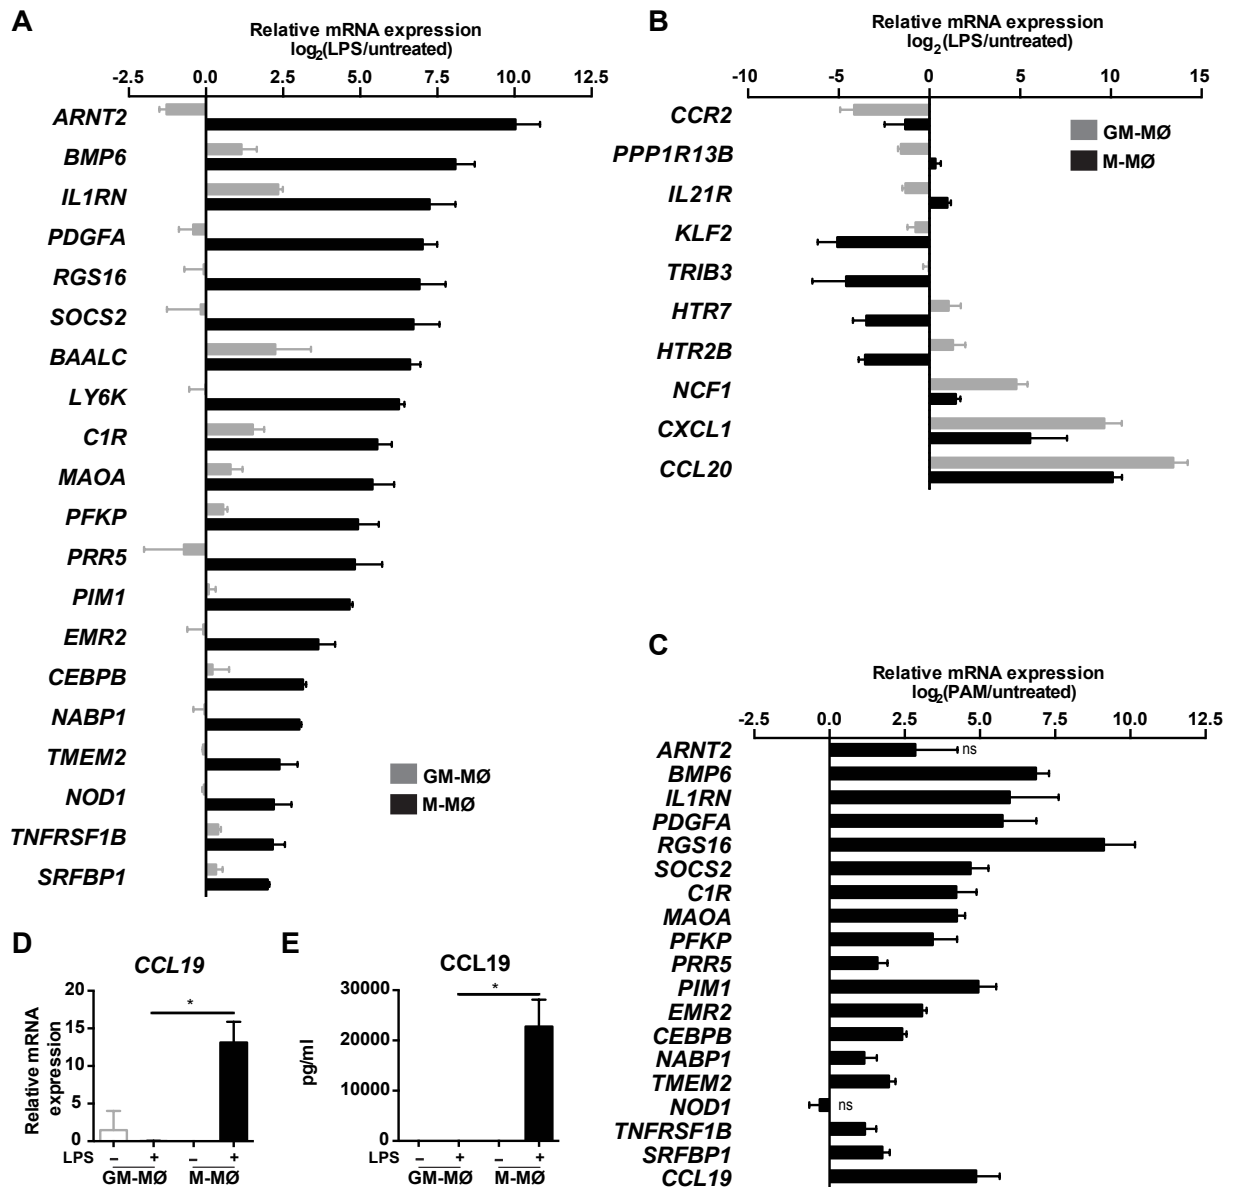 A
Relative mRNA expression
log2(LPS/untreated)
-2.5 0.0 2.5 5.0 7.5 10.0 12.5
ARNT2
BMP6
IL1RN
PDGFA
RGS16
SOCS2
BAALC
LY6K
C1R
MAOA
PFKP
PRR5
PIM1
EMR2
CEBPB
NABP1
TMEM2
NOD1
TNFRSF1B
SRFBP1
GM-MØ
M-MØ
B
Relative mRNA expression
log2(LPS/untreated)
-10 -5 0 5 10 15
CCR2
PPP1R13B
IL21R
KLF2
TRIB3
HTR7
HTR2B
NCF1
CXCL1
CCL20
GM-MØ
M-MØ
C
Relative mRNA expression
log2(PAM/untreated)
-2.5 0.0 2.5 5.0 7.5 10.0 12.5
ARNT2 ns
BMP6
IL1RN
PDGFA
RGS16
SOCS2
C1R
MAOA
PFKP
PRR5
PIM1
EMR2
CEBPB
NABP1
TMEM2
NOD1 ns
TNFRSF1B
SRFBP1
CCL19
D
CCL19
Relative mRNA
expression
20
15
10
5
0
*
LPS – + – +
GM-MØ M-MØ
E
CCL19
pg/ml
30000
20000
10000
0
*
LPS – + – +
GM-MØ M-MØ